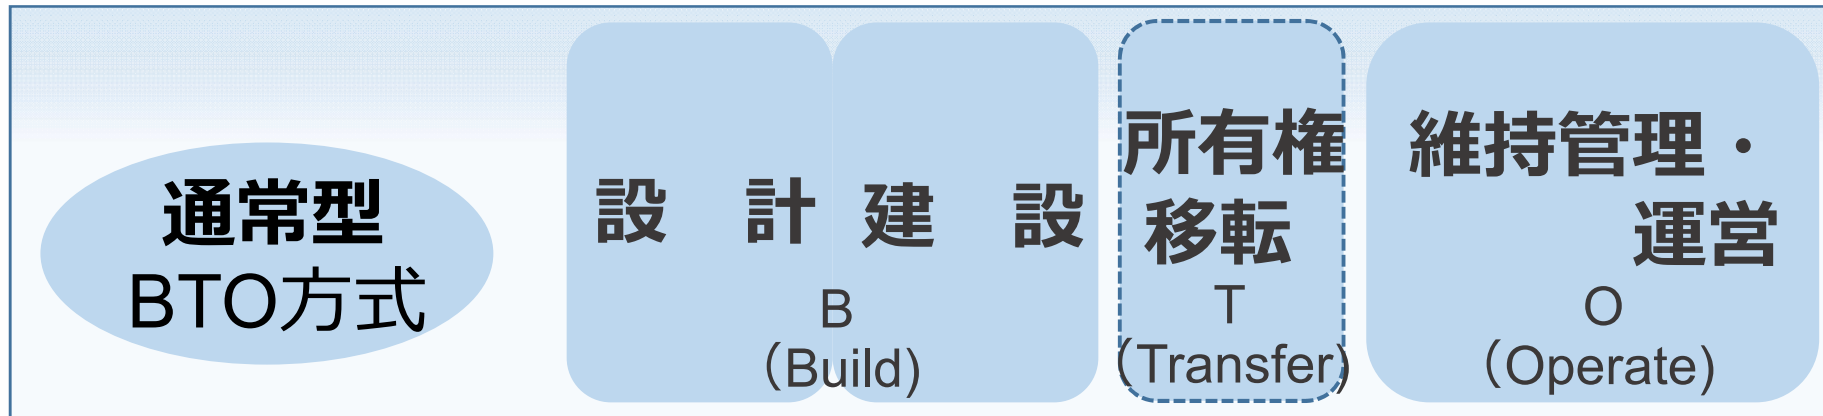 通常型
BTO方式
設　計
建　設
B
（Build)
所有権
移転
T
（Transfer)
維持管理・
運営
O
（Operate)